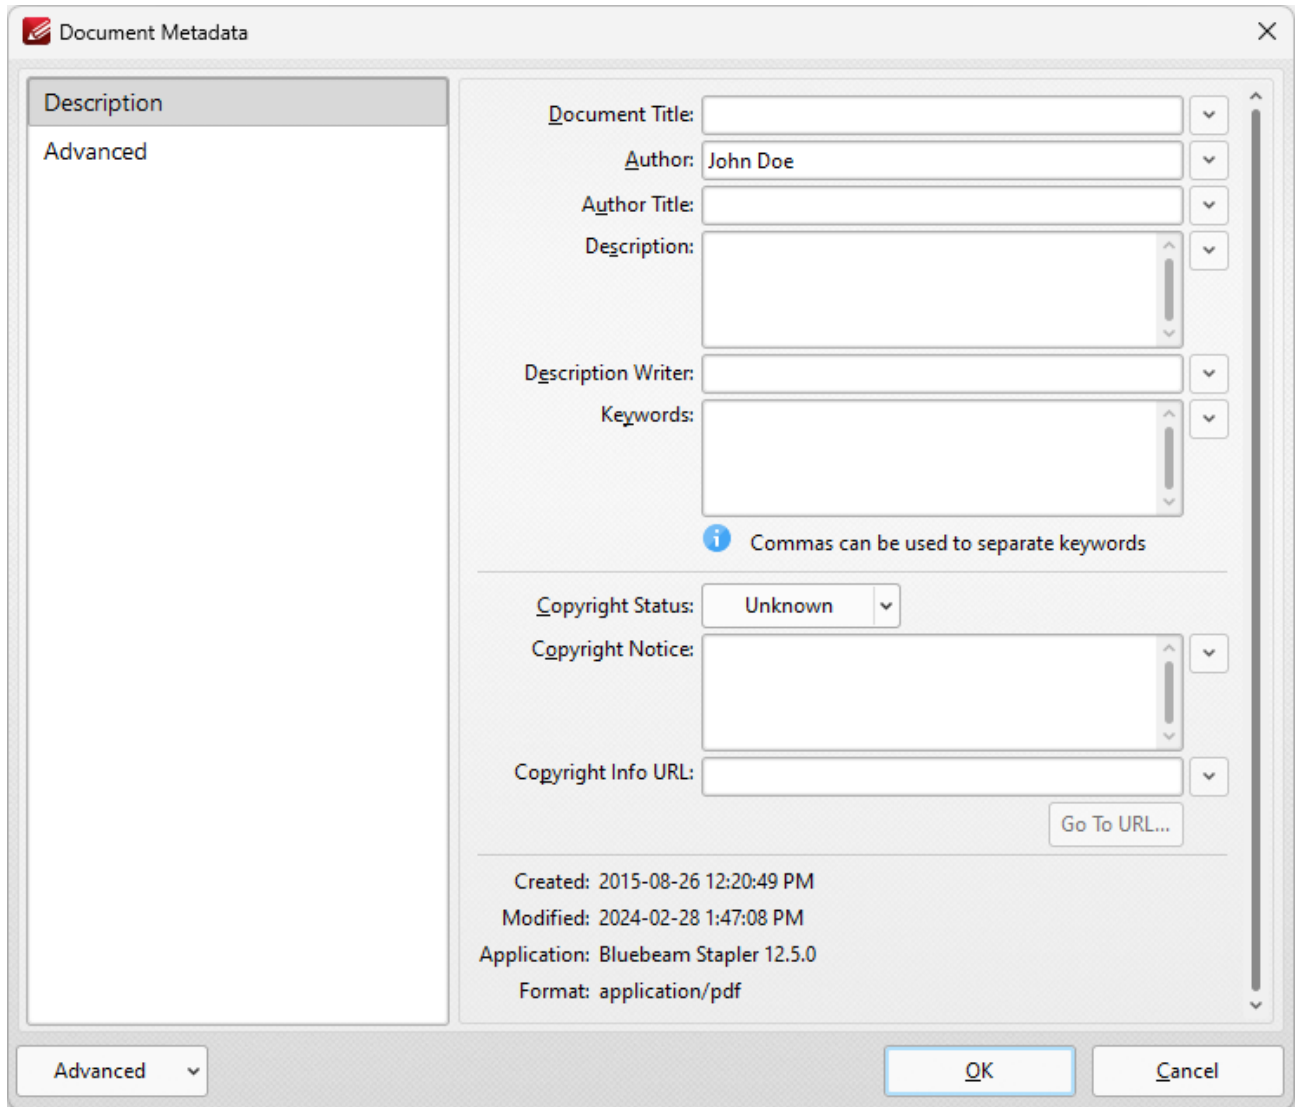 Document Metadata
Description
Advanced
Document Title:
Author: John Doe
Author Title:
Description:
Description Writer:
Keywords:
Commas can be used to separate keywords
Copyright Status: Unknown
Copyright Notice:
Copyright Info URL:
Go To URL...
Created: 2015-08-26 12:20:49 PM
Modified: 2024-02-28 1:47:08 PM
Application: Bluebeam Stapler 12.5.0
Format: application/pdf
Advanced OK Cancel